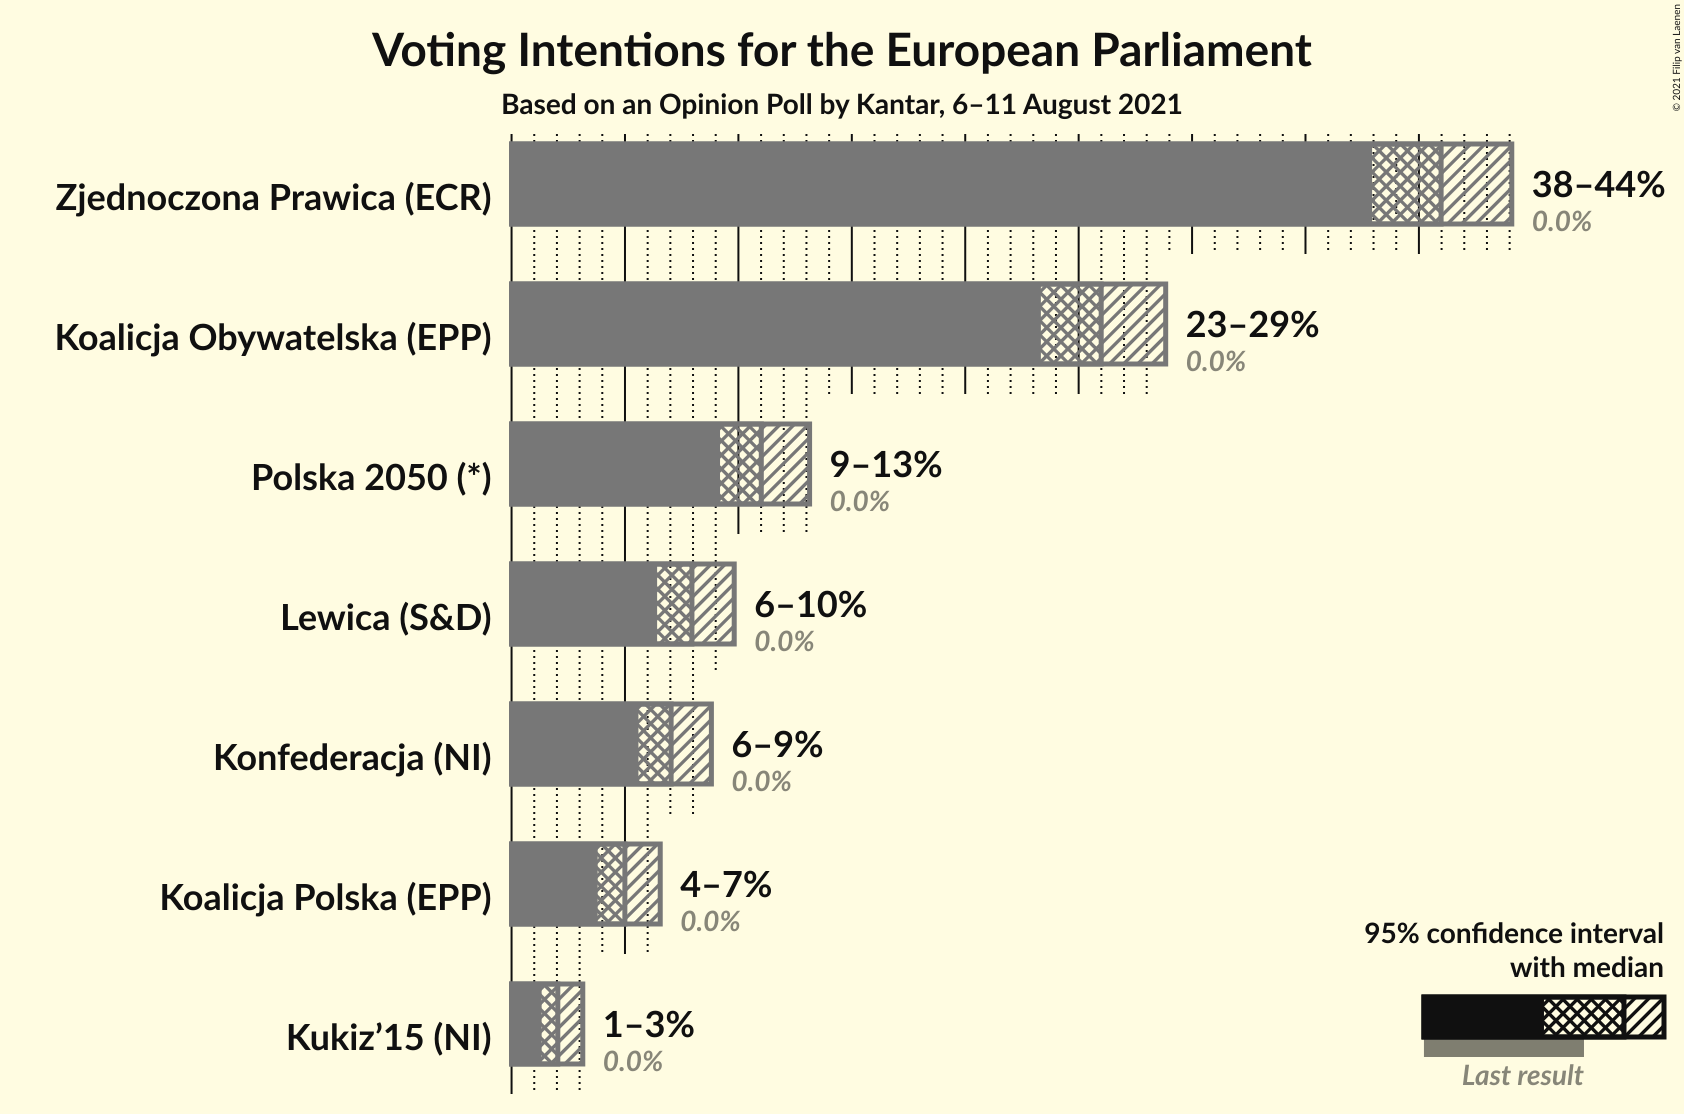 Voting Intentions for the European Parliament
Based on an Opinion Poll by Kantar, 6–11 August 2021
© 2021 Filip van Laenen
Zjednoczona Prawica (ECR)
38–44%
0.0%
Koalicja Obywatelska (EPP)
23–29%
0.0%
Polska 2050 (*)
9–13%
0.0%
Lewica (S&D)
6–10%
0.0%
Konfederacja (NI)
6–9%
0.0%
Koalicja Polska (EPP)
4–7%
0.0%
Kukiz’15 (NI)
1–3%
0.0%
95% confidence interval
with median
Last result